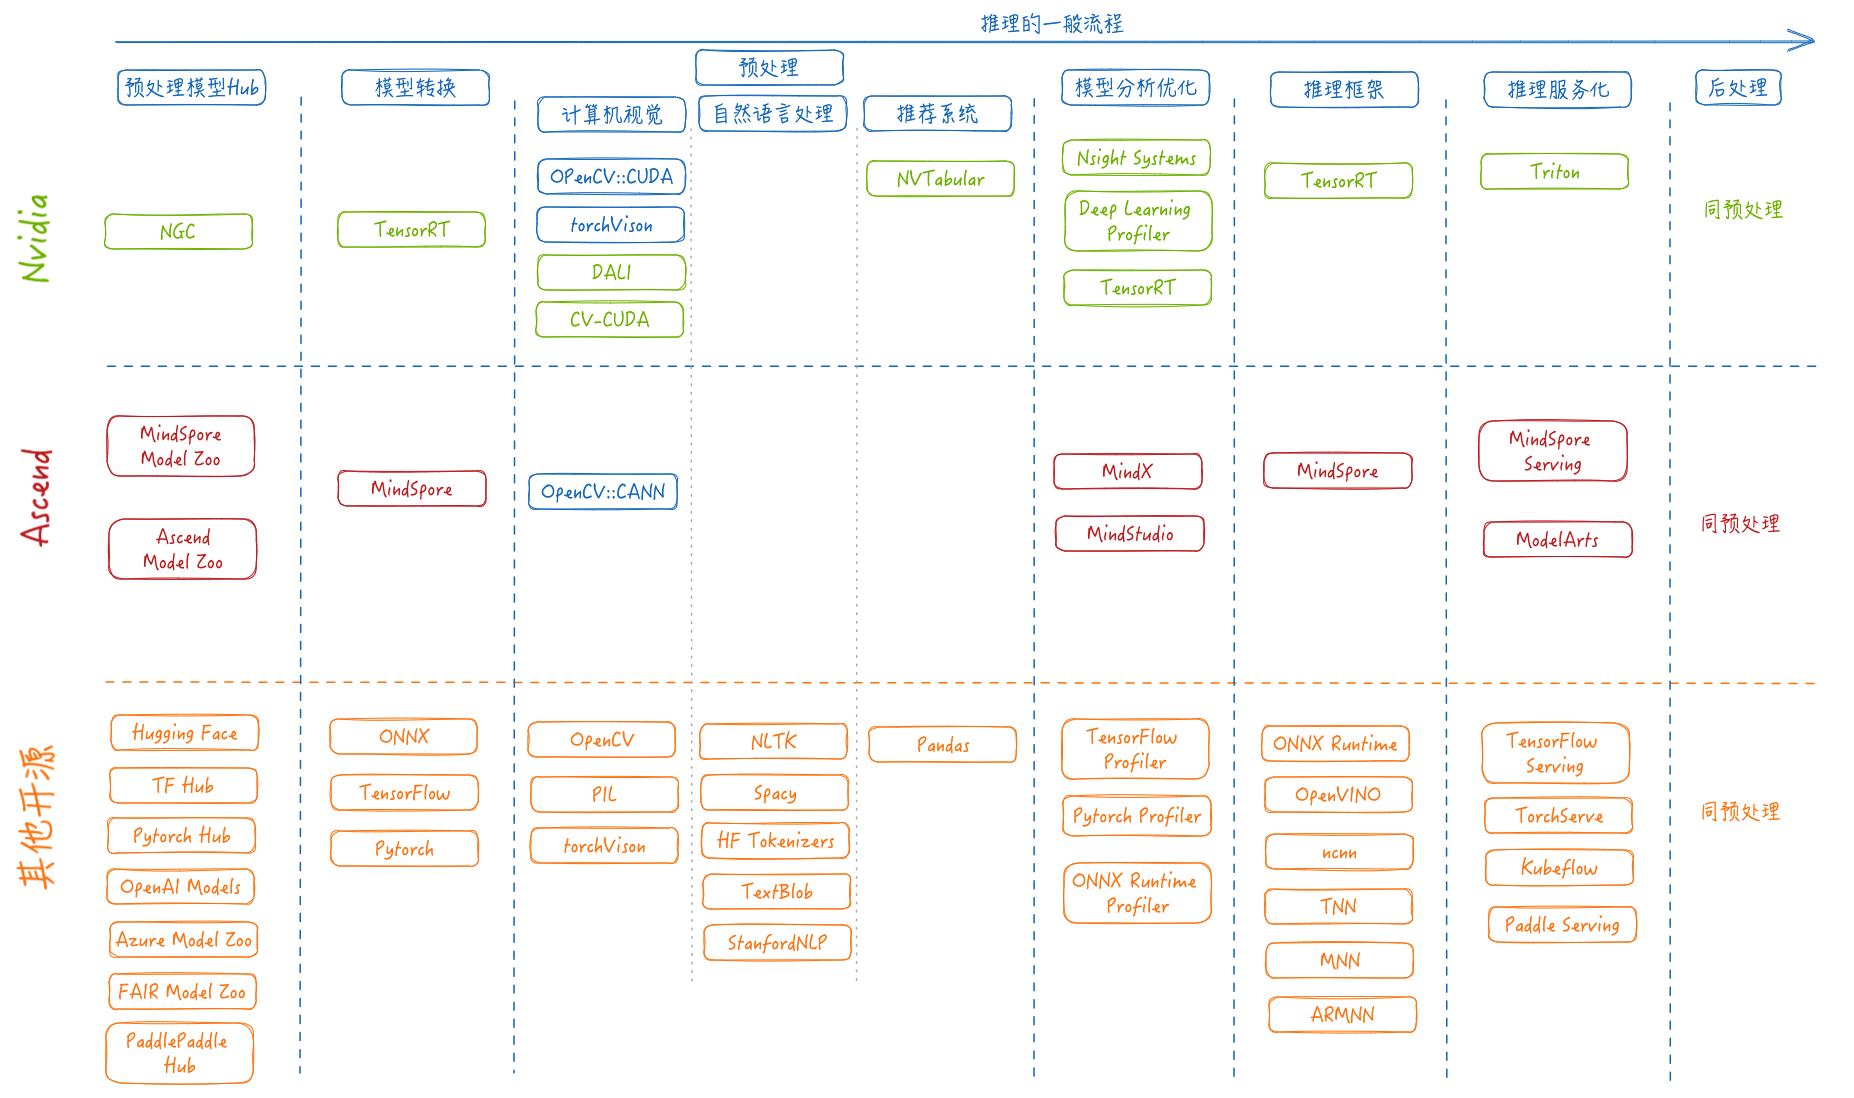 推理的一般流程
预处理模型Hub
模型转换
预处理
计算机视觉
自然语言处理
推荐系统
模型分析优化
推理框架
推理服务化
后处理
Nvidia
NGC
TensorRT
OPenCV::CUDA
torchVison
DALI
CV-CUDA
NVTabular
Nsight Systems
Deep Learning
Profiler
TensorRT
TensorRT
Triton
同预处理
Ascend
MindSpore
Model Zoo
Ascend
Model Zoo
MindSpore
OpenCV::CANN
MindX
MindStudio
MindSpore
MindSpore
Serving
ModelArts
同预处理
其他开源
Hugging Face
TF Hub
Pytorch Hub
OpenAI Models
Azure Model Zoo
FAIR Model Zoo
PaddlePaddle
Hub
ONNX
TensorFlow
Pytorch
OpenCV
PIL
torchVison
NLTK
Spacy
HF Tokenizers
TextBlob
StanfordNLP
Pandas
TensorFlow
Profiler
Pytorch Profiler
ONNX Runtime
Profiler
ONNX Runtime
OpenVINO
ncnn
TNN
MNN
ARMNN
TensorFlow
Serving
TorchServe
Kubeflow
Paddle Serving
同预处理